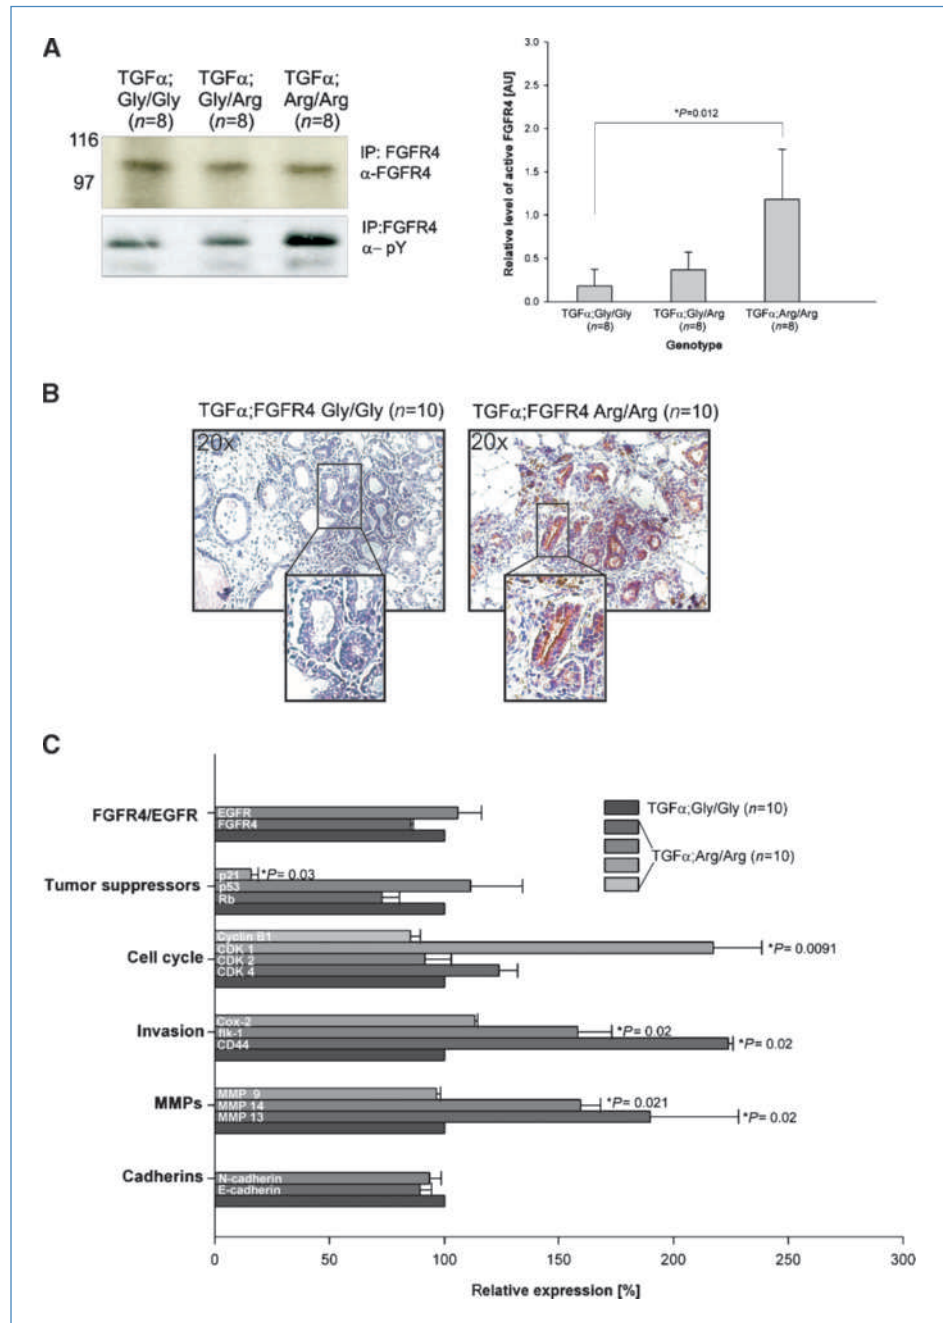 A
TGFα; TGFα; TGFα;
Gly/Gly Gly/Arg Arg/Arg
(n=8) (n=8) (n=8)
116
97
IP: FGFR4
α-FGFR4
IP:FGFR4
α– pY
Relative level of active FGFR4 [AU]
3.0
2.5
2.0
1.5
1.0
0.5
0.0
*P=0.012
TGFα;Gly/Gly TGFα;Gly/Arg TGFα;Arg/Arg
(n=8) (n=8) (n=8)
Genotype
B
TGFα;FGFR4 Gly/Gly (n=10) TGFα;FGFR4 Arg/Arg (n=10)
20x 20x
C
TGFα;Gly/Gly (n=10)
TGFα;Arg/Arg (n=10)
FGFR4/EGFR
EGFR
FGFR4
Tumor suppressors
p21 *P= 0.03
p53
Rb
Cell cycle
Cyclin B1
CDK 1 *P= 0.0091
CDK 2
CDK 4
Invasion
Cox-2
flk-1 *P= 0.02
CD44 *P= 0.02
MMPs
MMP 9
MMP 14 *P= 0.021
MMP 13 *P= 0.02
Cadherins
N-cadherin
E-cadherin
0 50 100 150 200 250 300
Relative expression [%]